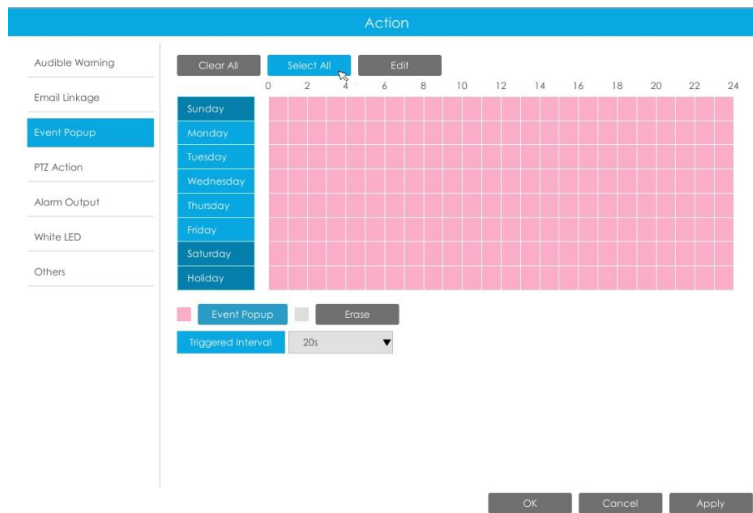 Action
Audible Warning
Email Linkage
Event Popup
PTZ Action
Alarm Output
White LED
Others
Clear All Select All Edit
0 2 4 6 8 10 12 14 16 18 20 22 24
Sunday
Monday
Tuesday
Wednesday
Thursday
Friday
Saturday
Holiday
Event Popup Erase
Triggered Interval 20s
OK Cancel Apply